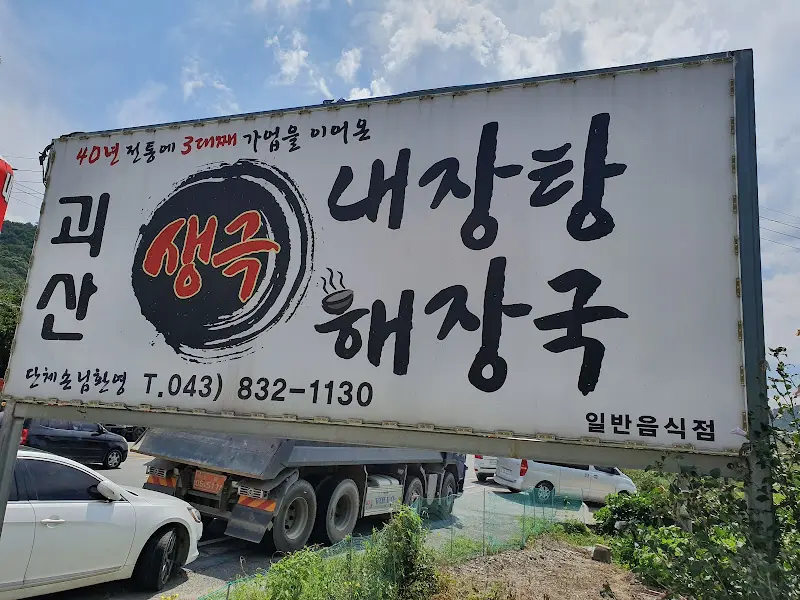 40년 전통에 3대째 가업을 이어온
괴산
생극
내장탕
해장국
단체손님환영 T.043) 832-1130
일반음식점